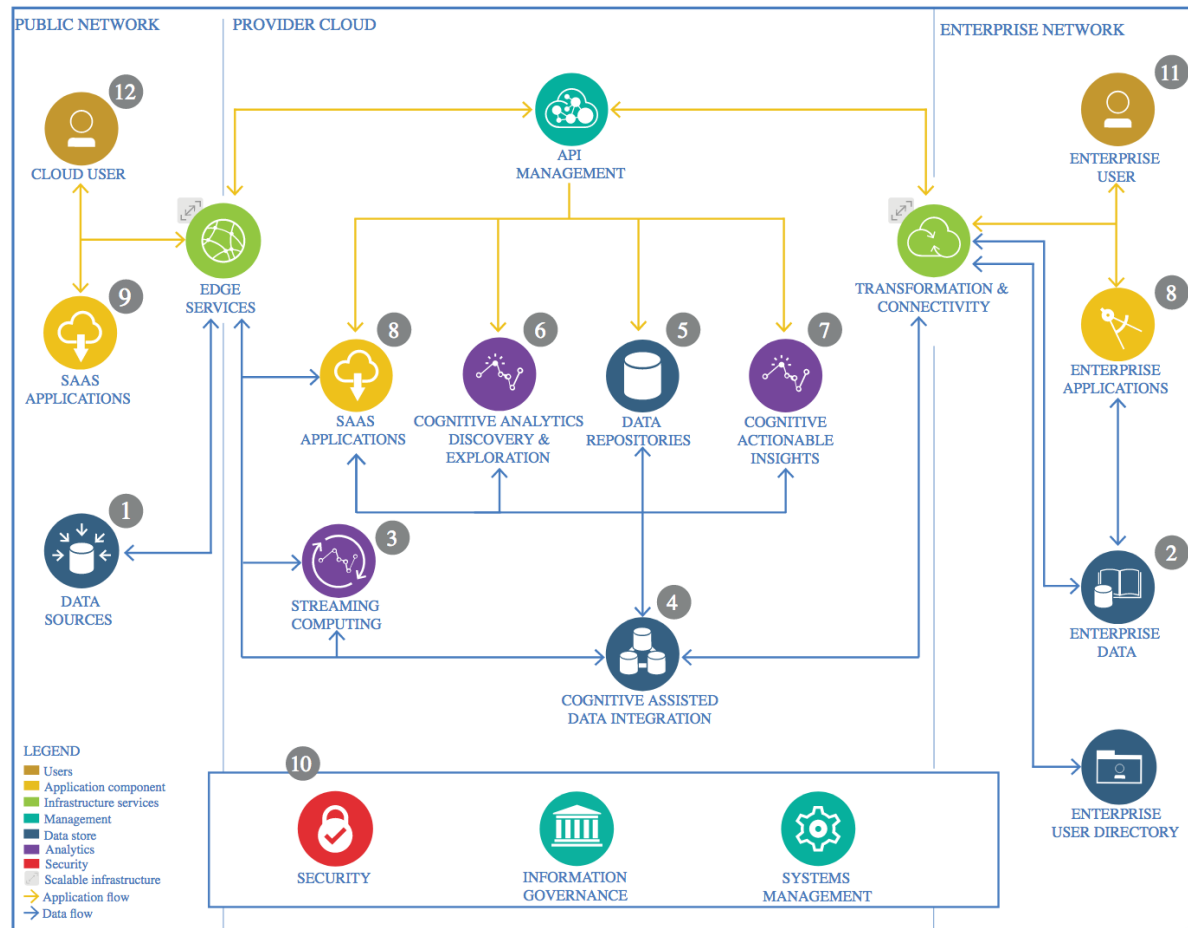 PUBLIC NETWORK
PROVIDER CLOUD
ENTERPRISE NETWORK
12
CLOUD USER
11
ENTERPRISE
USER
API
MANAGEMENT
EDGE
SERVICES
TRANSFORMATION &
CONNECTIVITY
9
SAAS
APPLICATIONS
8
SAAS
APPLICATIONS
6
COGNITIVE ANALYTICS
DISCOVERY &
EXPLORATION
5
DATA
REPOSITORIES
7
COGNITIVE
ACTIONABLE
INSIGHTS
8
ENTERPRISE
APPLICATIONS
1
DATA
SOURCES
3
STREAMING
COMPUTING
4
COGNITIVE ASSISTED
DATA INTEGRATION
2
ENTERPRISE
DATA
ENTERPRISE
USER DIRECTORY
LEGEND
Users
Application component
Infrastructure services
Management
Data store
Analytics
Security
Scalable infrastructure
Application flow
Data flow
10
SECURITY
INFORMATION
GOVERNANCE
SYSTEMS
MANAGEMENT